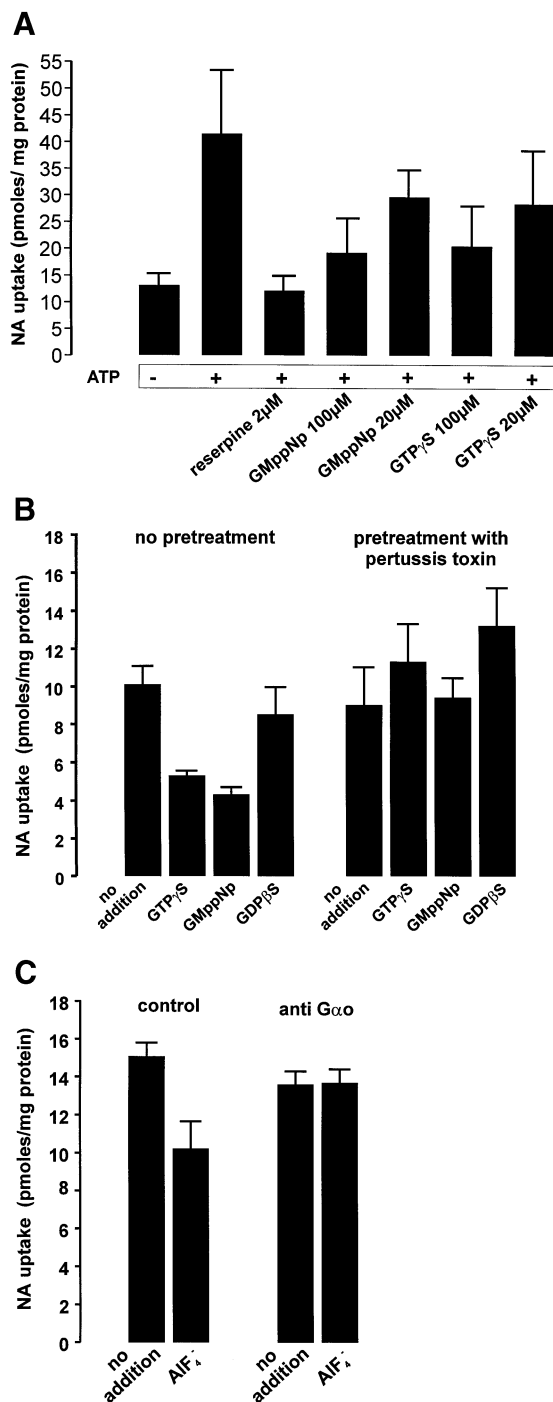 A
NA uptake (pmoles/ mg protein)
55
50
45
40
35
30
25
20
15
10
5
0
ATP - + + + + + +
reserpine 2µM
GMppNp 100µM
GMppNp 20µM
GTPγS 100µM
GTPγS 20µM
B
NA uptake (pmoles/mg protein)
18
16
14
12
10
8
6
4
2
0
no pretreatment
pretreatment with
pertussis toxin
no
addition
GTPγS
GMppNp
GDPβS
no
addition
GTPγS
GMppNp
GDPβS
C
NA uptake (pmoles/mg protein)
18
16
14
12
10
8
6
4
2
0
control
anti Gαo
no
addition
AlF4-
no
addition
AlF4-